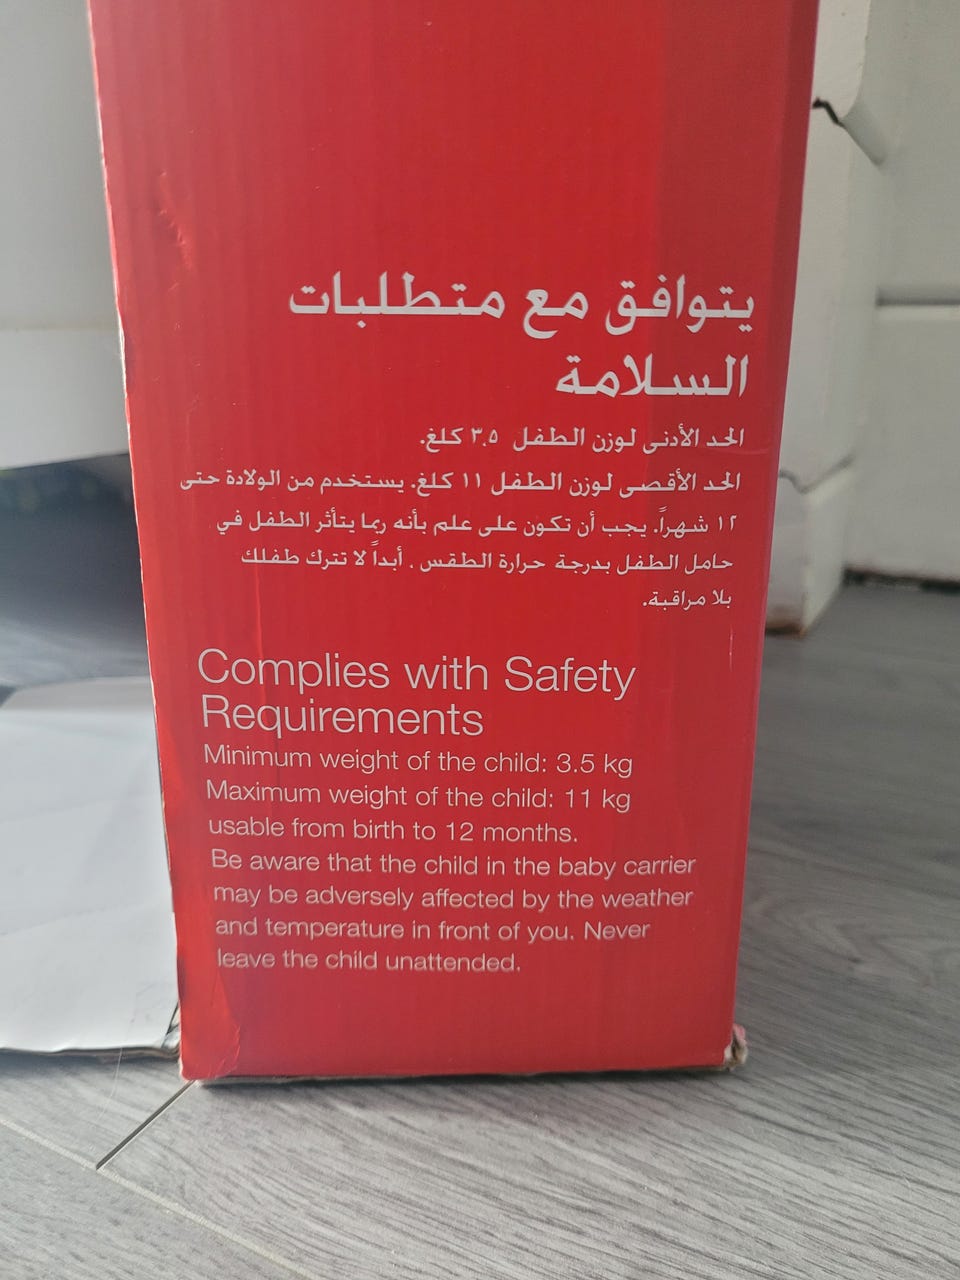 يتوافق مع متطلبات
السلامة
الحد الأدنى لوزن الطفل ٣,٥ كلغ.
الحد الأقصى لوزن الطفل ١١ كلغ. يستخدم من الولادة حتى
١٢ شهراً. يجب أن تكون على علم بأنه ربما يتأثر الطفل في
حامل الطفل بدرجة حرارة الطقس . أبداً لا تترك طفلك
بلا مراقبة.
Complies with Safety
Requirements
Minimum weight of the child: 3.5 kg
Maximum weight of the child: 11 kg
usable from birth to 12 months.
Be aware that the child in the baby carrier
may be adversely affected by the weather
and temperature in front of you. Never
leave the child unattended.